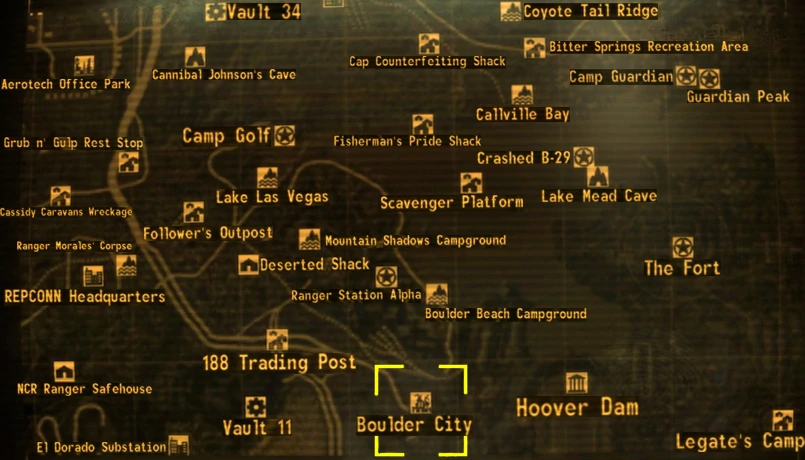 Vault 34
Coyote Tail Ridge
Bitter Springs Recreation Area
Cap Counterfeiting Shack
Cannibal Johnson's Cave
Aerotech Office Park
Camp Guardian
Guardian Peak
Callville Bay
Camp Golf
Fisherman's Pride Shack
Grub n' Gulp Rest Stop
Crashed B-29
Lake Las Vegas
Scavenger Platform
Lake Mead Cave
Cassidy Caravans Wreckage
Follower's Outpost
Mountain Shadows Campground
Ranger Morales' Corpse
Deserted Shack
The Fort
REPCONN Headquarters
Ranger Station Alpha
Boulder Beach Campground
188 Trading Post
NCR Ranger Safehouse
Hoover Dam
Vault 11
Boulder City
Legate's Camp
El Dorado Substation